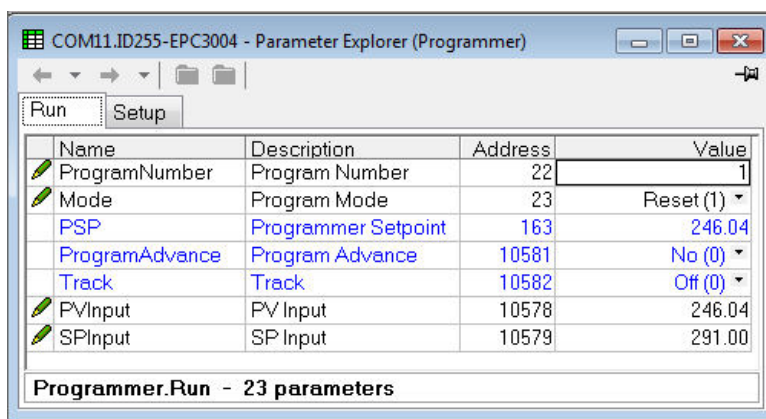 COM11.ID255-EPC3004 - Parameter Explorer (Programmer)
Run Setup
Name Description Address Value
ProgramNumber Program Number 22 1
Mode Program Mode 23 Reset (1)
PSP Programmer Setpoint 163 246.04
ProgramAdvance Program Advance 10581 No (0)
Track Track 10582 Off (0)
PVInput PV Input 10578 246.04
SPInput SP Input 10579 291.00
Programmer.Run - 23 parameters